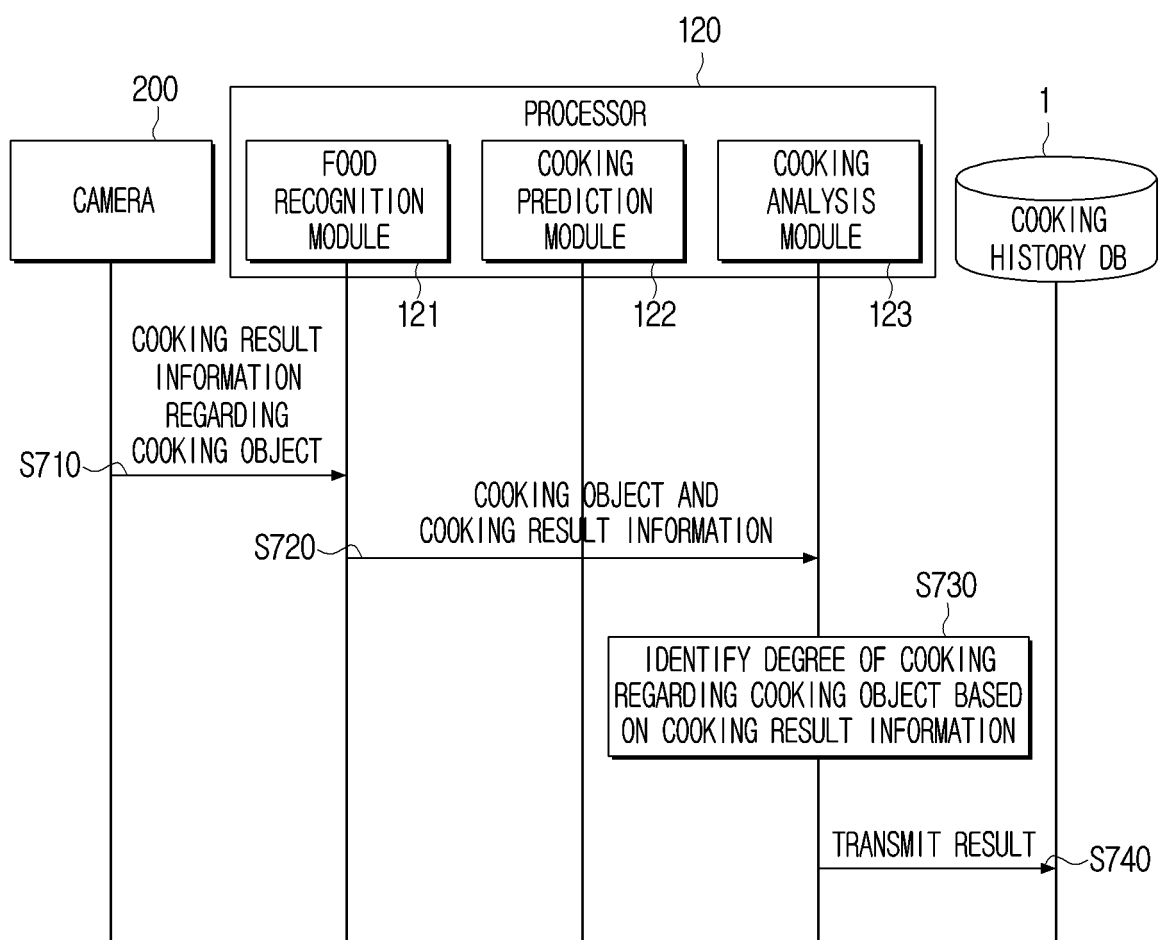 120
200
1
PROCESSOR
CAMERA
FOOD
RECOGNITION
MODULE
COOKING
PREDICTION
MODULE
COOKING
ANALYSIS
MODULE
COOKING
HISTORY DB
121
122
123
COOKING RESULT
INFORMATION
REGARDING
COOKING OBJECT
S710
COOKING OBJECT AND
COOKING RESULT INFORMATION
S720
S730
IDENTIFY DEGREE OF COOKING
REGARDING COOKING OBJECT BASED
ON COOKING RESULT INFORMATION
TRANSMIT RESULT
S740